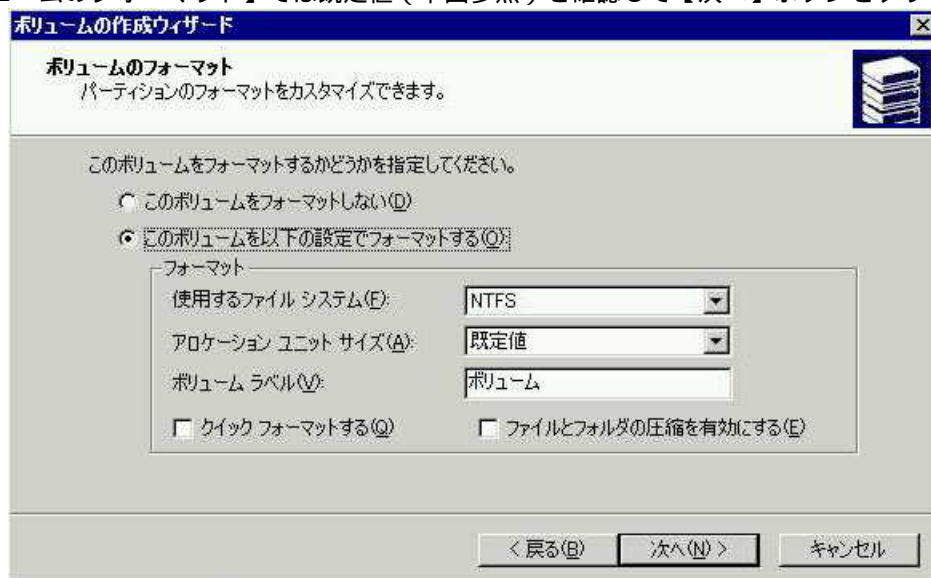 ボリュームの作成ウィザード
ボリュームのフォーマット
パーティションのフォーマットをカスタマイズできます。
このボリュームをフォーマットするかどうかを指定してください。
このボリュームをフォーマットしない(D)
このボリュームを以下の設定でフォーマットする(O):
フォーマット
使用するファイル システム(F): NTFS
アロケーション ユニット サイズ(A): 既定値
ボリューム ラベル(V): ボリューム
クイック フォーマットする(Q) ファイルとフォルダの圧縮を有効にする(E)
< 戻る(B) 次へ(N) > キャンセル